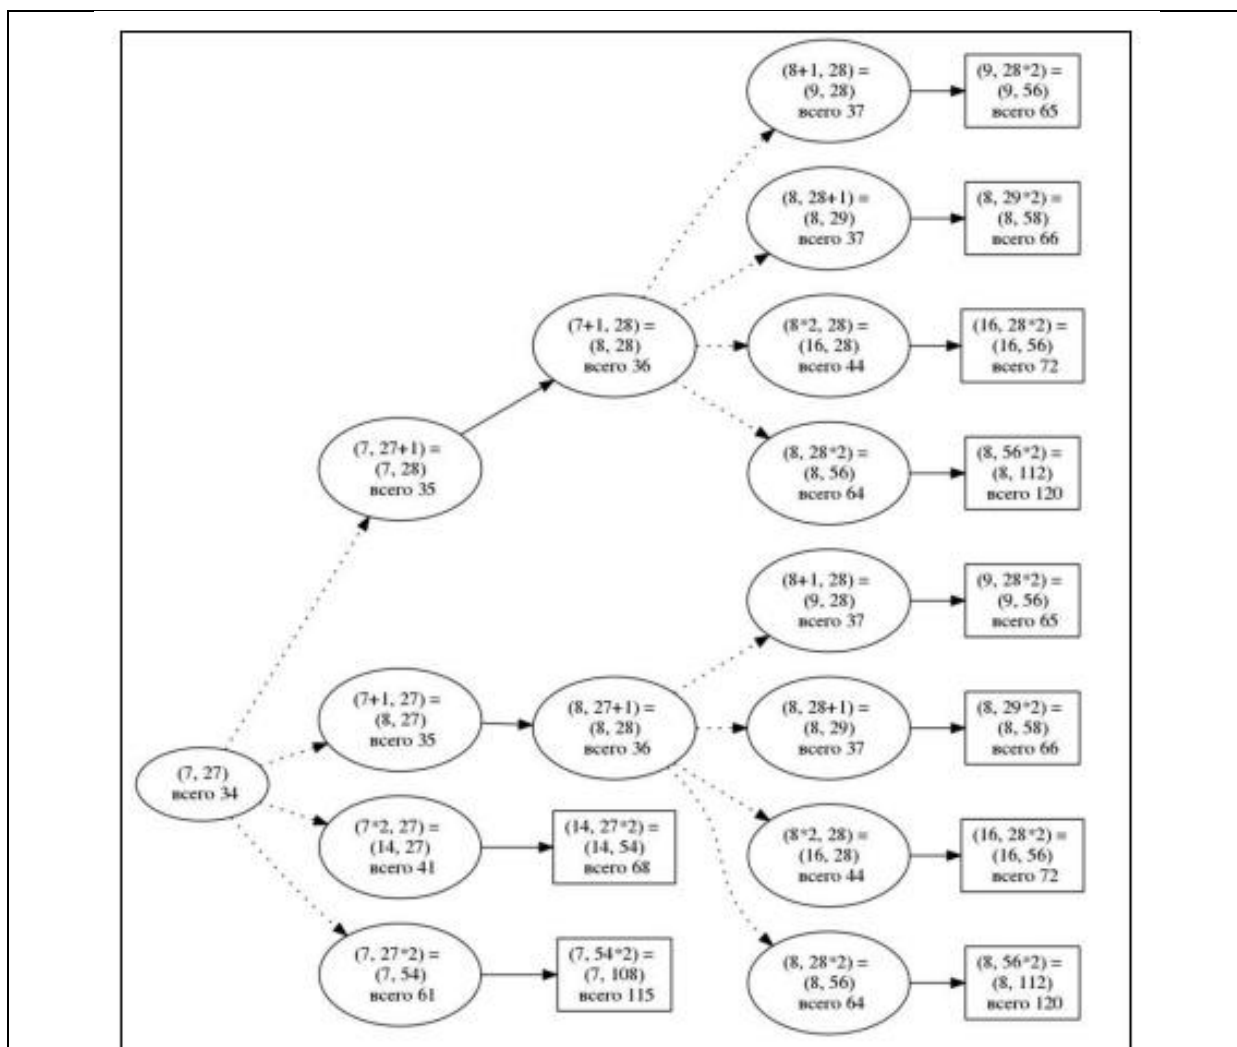 (8+1, 28) =
(9, 28)
всего 37
(9, 28*2) =
(9, 56)
всего 65
(8, 28+1) =
(8, 29)
всего 37
(8, 29*2) =
(8, 58)
всего 66
(7+1, 28) =
(8, 28)
всего 36
(8*2, 28) =
(16, 28)
всего 44
(16, 28*2) =
(16, 56)
всего 72
(7, 27+1) =
(7, 28)
всего 35
(8, 28*2) =
(8, 56)
всего 64
(8, 56*2) =
(8, 112)
всего 120
(8+1, 28) =
(9, 28)
всего 37
(9, 28*2) =
(9, 56)
всего 65
(7, 27)
всего 34
(7+1, 27) =
(8, 27)
всего 35
(8, 27+1) =
(8, 28)
всего 36
(8, 28+1) =
(8, 29)
всего 37
(8, 29*2) =
(8, 58)
всего 66
(7*2, 27) =
(14, 27)
всего 41
(14, 27*2) =
(14, 54)
всего 68
(8*2, 28) =
(16, 28)
всего 44
(16, 28*2) =
(16, 56)
всего 72
(7, 27*2) =
(7, 54)
всего 61
(7, 54*2) =
(7, 108)
всего 115
(8, 28*2) =
(8, 56)
всего 64
(8, 56*2) =
(8, 112)
всего 120